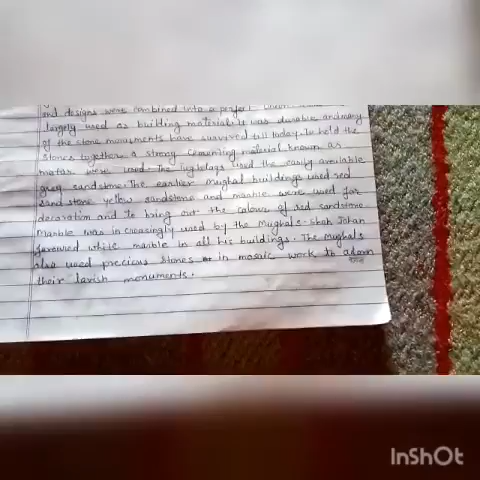 and designs were combined into a perfect
largely used as building material. it was durable and many
of the stone monuments have survived till today. To hold the
stones together a strong cementing material known as
motar were used. The Tughlaqs used the easily available
grey sandstone. The earlier Mughal buildings used red
sand stone yellow sandstone and marble were used for
decoration and to bring out the colour of red sandstone.
Marble was increasingly used by the Mughals. Shah Jahan
favoured white marble in all his buildings. The Mughals
also used precious stones in mosaic work to adorn
their lavish monuments.
InShOt